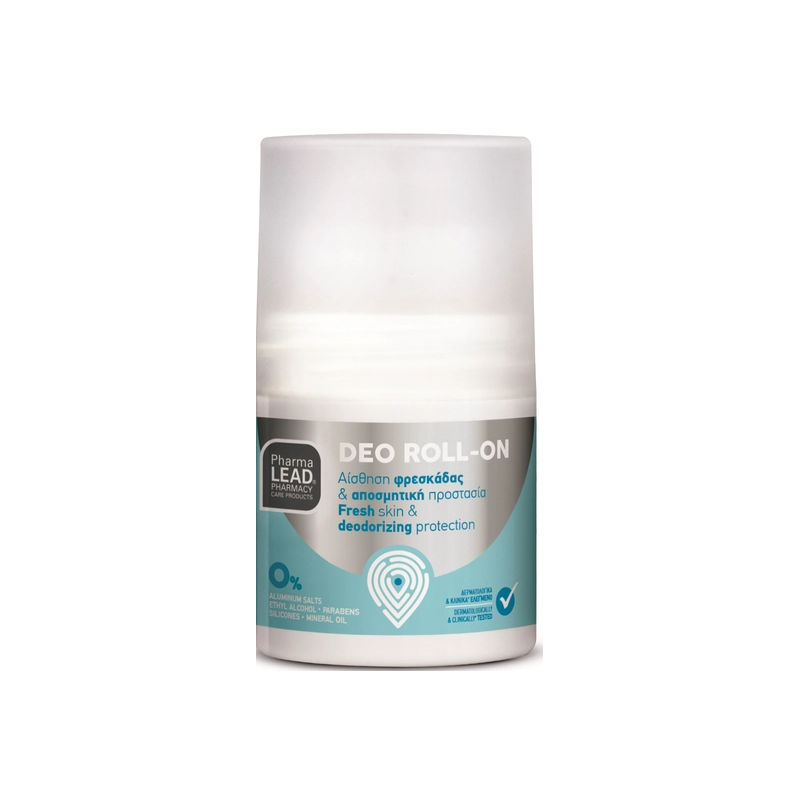 Pharma
LEAD®
PHARMACY
CARE PRODUCTS
DEO ROLL-ON
Αίσθηση φρεσκάδας
& αποσμητική προστασία
Fresh skin &
deodorizing protection
0%
ALUMINUM SALTS
ETHYL ALCOHOL • PARABENS
SILICONES • MINERAL OIL
ΔΕΡΜΑΤΟΛΟΓΙΚΑ
& ΚΛΙΝΙΚΑ* ΕΛΕΓΜΕΝΟ
DERMATOLOGICALLY
& CLINICALLY* TESTED